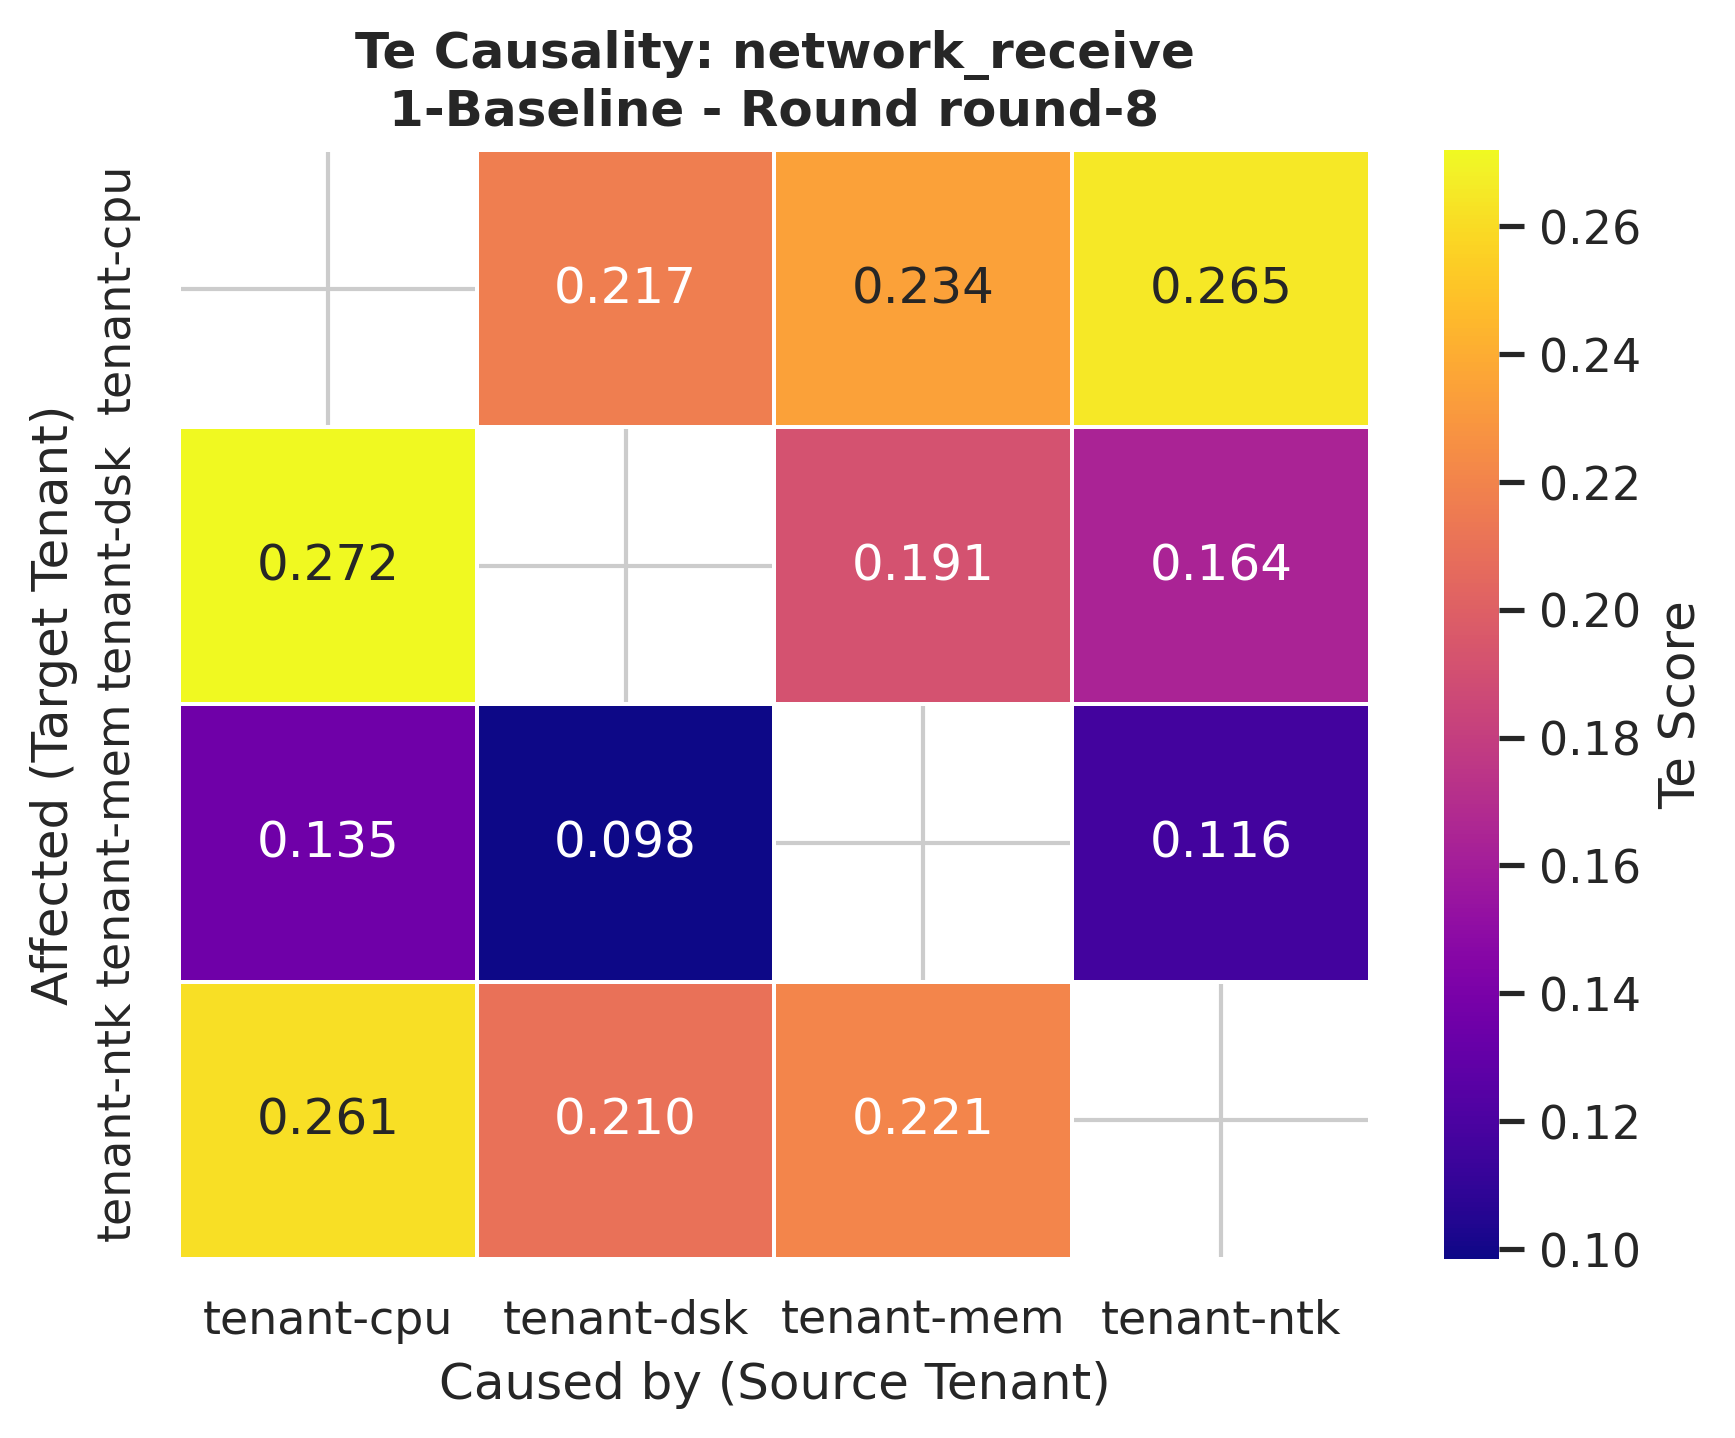 Te Causality: network_receive
1-Baseline - Round round-8
Affected (Target Tenant)
tenant-cpu
0.217 0.234 0.265
tenant-dsk
0.272 0.191 0.164
tenant-mem
0.135 0.098 0.116
tenant-ntk
0.261 0.210 0.221
tenant-cpu tenant-dsk tenant-mem tenant-ntk
Caused by (Source Tenant)
0.26
0.24
0.22
0.20
0.18
0.16
0.14
0.12
0.10
Te Score